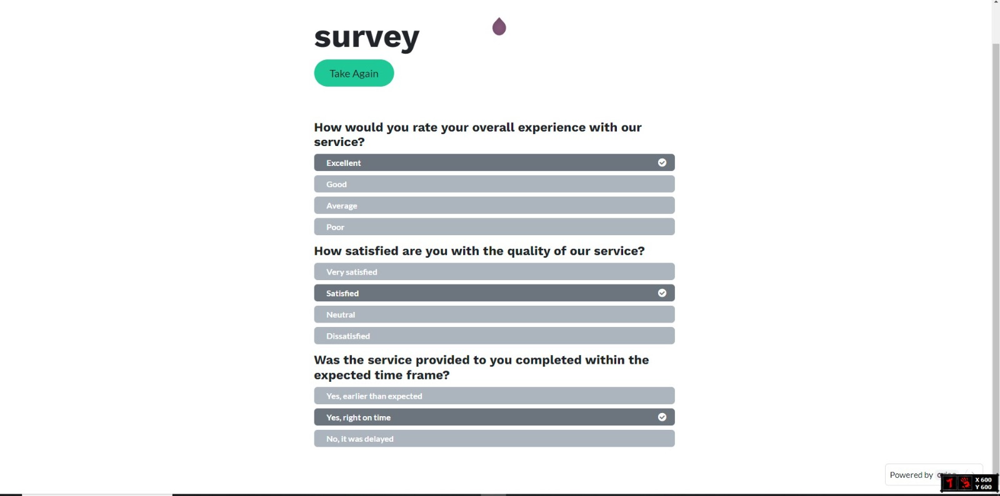 survey
Take Again
How would you rate your overall experience with our
service?
Excellent
Good
Average
Poor
How satisfied are you with the quality of our service?
Very satisfied
Satisfied
Neutral
Dissatisfied
Was the service provided to you completed within the
expected time frame?
Yes, earlier than expected
Yes, right on time
No, it was delayed
Powered by
X 600
Y 600